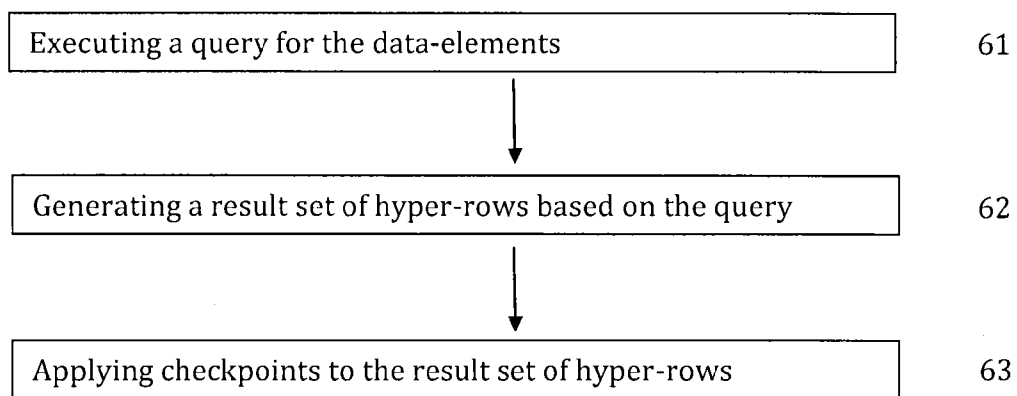 Executing a query for the data-elements 61
Generating a result set of hyper-rows based on the query 62
Applying checkpoints to the result set of hyper-rows 63